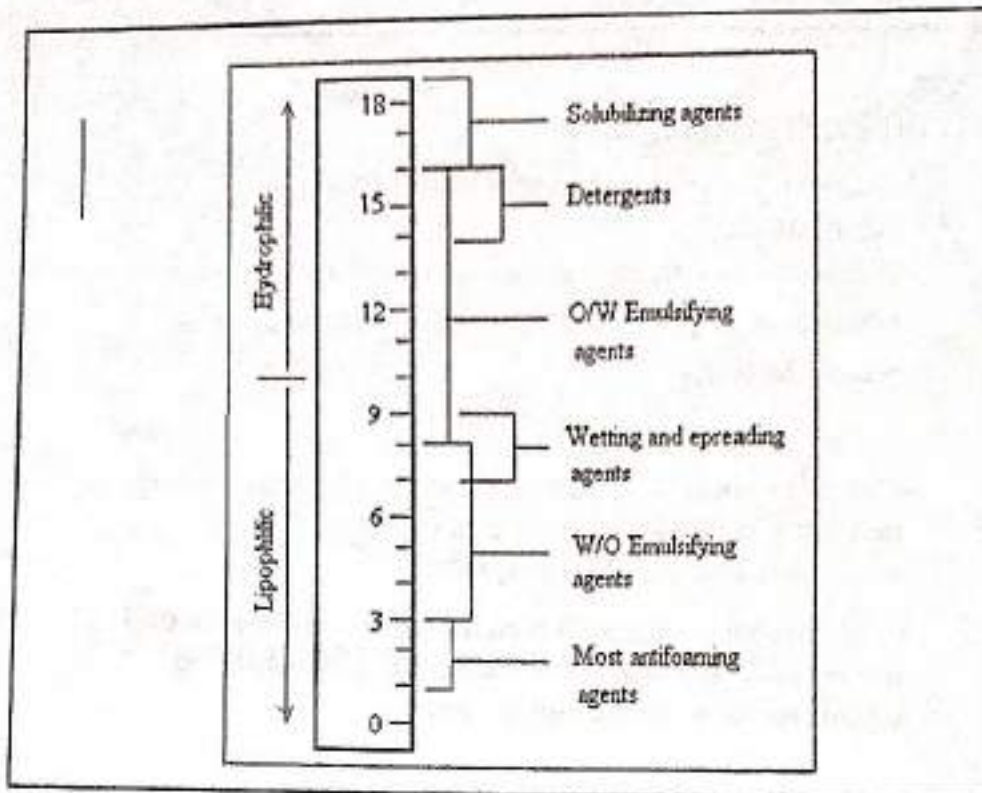 18
Solubilizing agents
15
Detergents
Hydrophilic
12
O/W Emulsifying
agents
9
Wetting and epreading
agents
6
Lipophilic
W/O Emulsifying
agents
3
Most antifoaming
agents
0